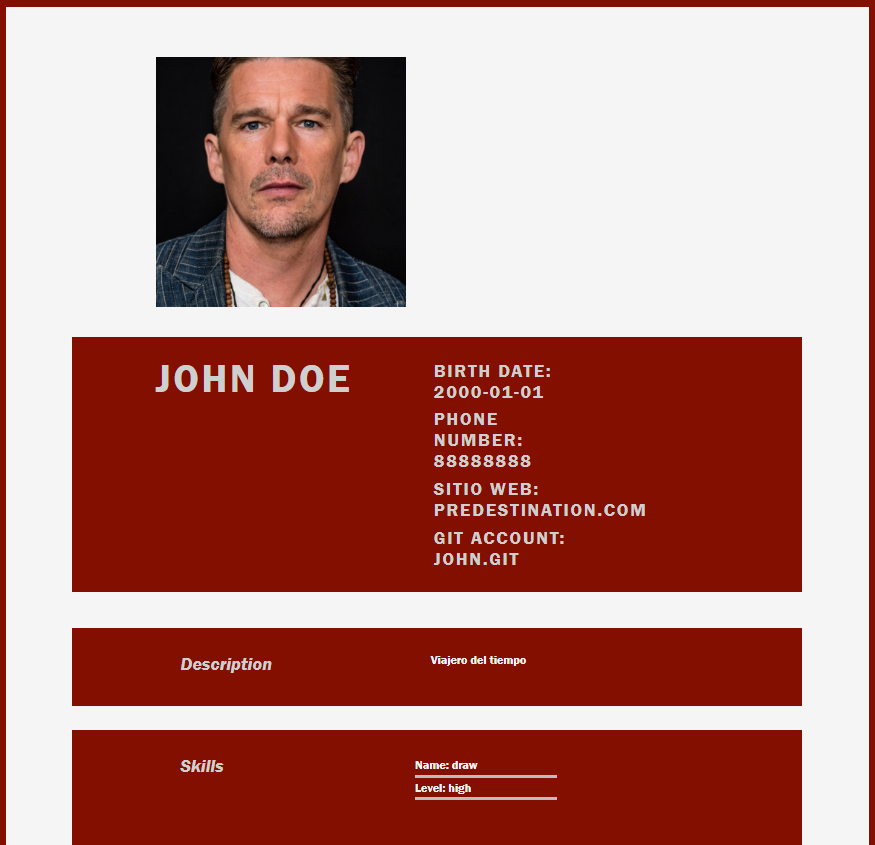 JOHN DOE
BIRTH DATE:
2000-01-01
PHONE
NUMBER:
88888888
SITIO WEB:
PREDESTINATION.COM
GIT ACCOUNT:
JOHN.GIT
Description
Viajero del tiempo
Skills
Name: draw
Level: high